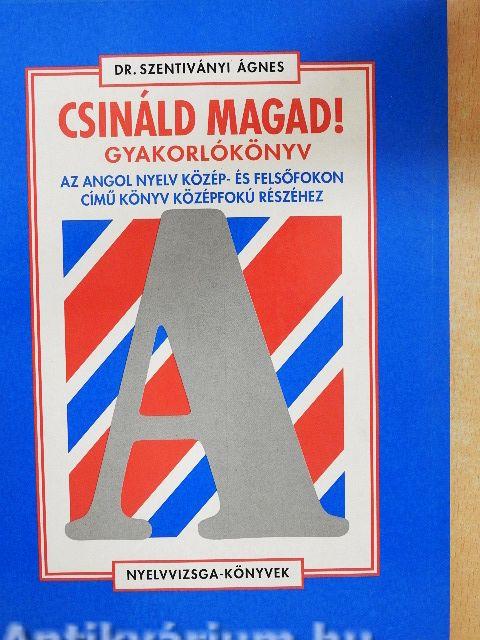 DR. SZENTIVÁNYI ÁGNES
CSINÁLD MAGAD!
GYAKORLÓKÖNYV
AZ ANGOL NYELV KÖZÉP- ÉS FELSŐFOKON
CÍMŰ KÖNYV KÖZÉPFOKÚ RÉSZÉHEZ
A
NYELVVIZSGA-KÖNYVEK
Antikvárium.hu